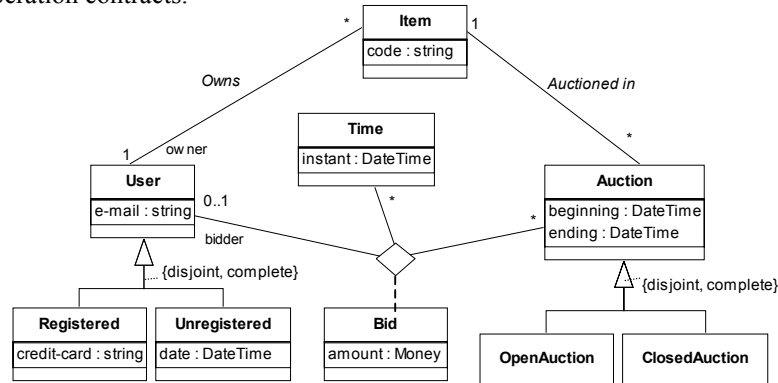 eration contracts.
Item
code : string
*
1
Owns
Auctioned in
Time
instant : DateTime
1
owner
*
User
e-mail : string
0..1
bidder
*
*
Auction
beginning : DateTime
ending : DateTime
{disjoint, complete}
{disjoint, complete}
Registered
credit-card : string
Unregistered
date : DateTime
Bid
amount : Money
OpenAuction
ClosedAuction